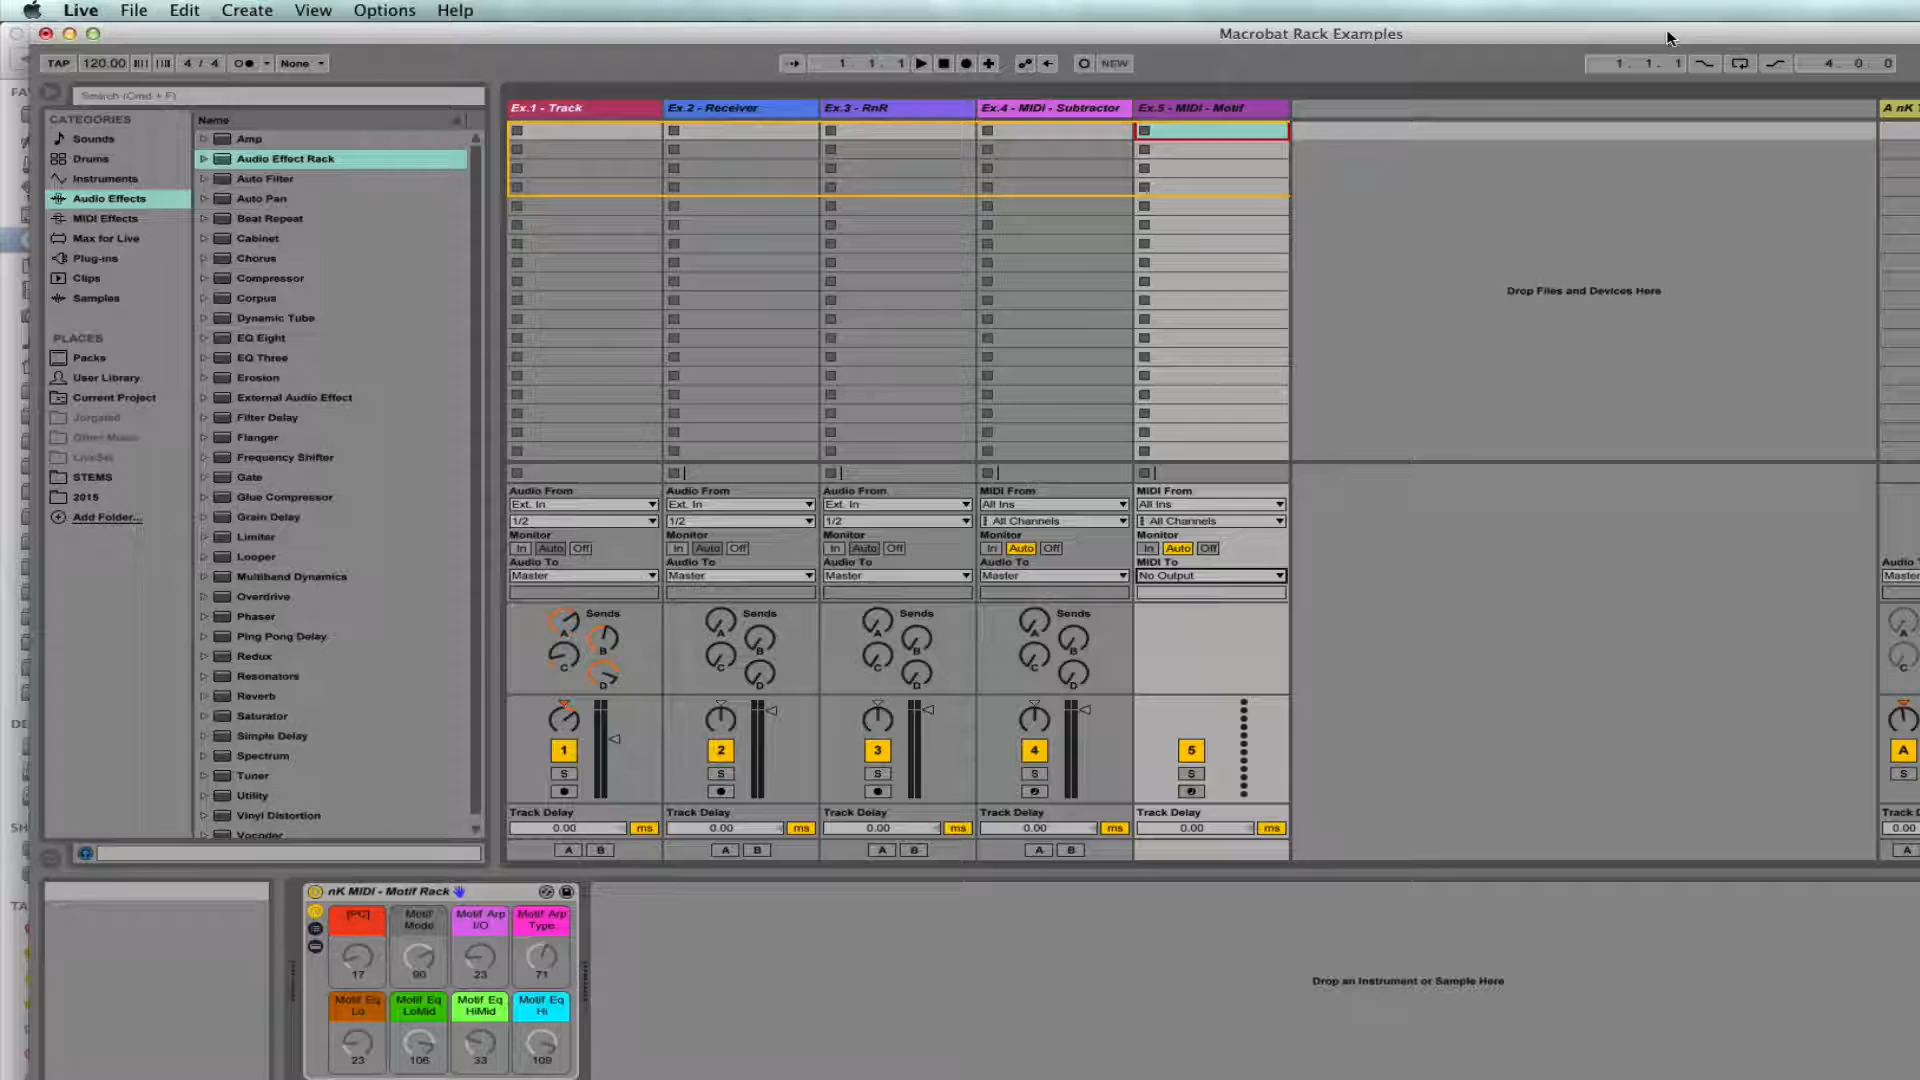 Live File Edit Create View Options Help
Macrobat Rack Examples
TAP 120.00 4 / 4 None 1. 1. 1 NEW 1. 1. 1 4. 0. 0
Search (Cmd + F)
CATEGORIES
Sounds
Drums
Instruments
Audio Effects
MIDI Effects
Max for Live
Plug-ins
Clips
Samples
PLACES
Packs
User Library
Current Project
Jorgated
Other Music
LiveSet
STEMS
2015
Add Folder...
Name
Amp
Audio Effect Rack
Auto Filter
Auto Pan
Beat Repeat
Cabinet
Chorus
Compressor
Corpus
Dynamic Tube
EQ Eight
EQ Three
Erosion
External Audio Effect
Filter Delay
Flanger
Frequency Shifter
Gate
Glue Compressor
Grain Delay
Limiter
Looper
Multiband Dynamics
Overdrive
Phaser
Ping Pong Delay
Redux
Resonators
Reverb
Saturator
Simple Delay
Spectrum
Tuner
Utility
Vinyl Distortion
Vocoder
Ex.1 - Track Ex.2 - Receiver Ex.3 - RnR Ex.4 - MIDI - Subtractor Ex.5 - MIDI - Motif
Drop Files and Devices Here
Audio From Audio From Audio From MIDI From MIDI From
Ext. In Ext. In Ext. In All Ins All Ins
1/2 1/2 1/2 All Channels All Channels
Monitor Monitor Monitor Monitor Monitor
In Auto Off In Auto Off In Auto Off In Auto Off In Auto Off
Audio To Audio To Audio To Audio To MIDI To Audio
Master Master Master Master No Output Master
Sends Sends Sends Sends
A B C D A B C D A B C D A B C D A C
1 2 3 4 5 A
S S S S S S
Track Delay Track Delay Track Delay Track Delay Track Delay Track
0.00 ms 0.00 ms 0.00 ms 0.00 ms 0.00 ms 0.00
A B A B A B A B A
nK MIDI - Motif Rack
[PC] Motif Mode Motif Arp I/O Motif Arp Type
17 90 23 71
Motif Eq Lo Motif Eq LoMid Motif Eq HiMid Motif Eq Hi
23 106 33 109
Drop an Instrument or Sample Here